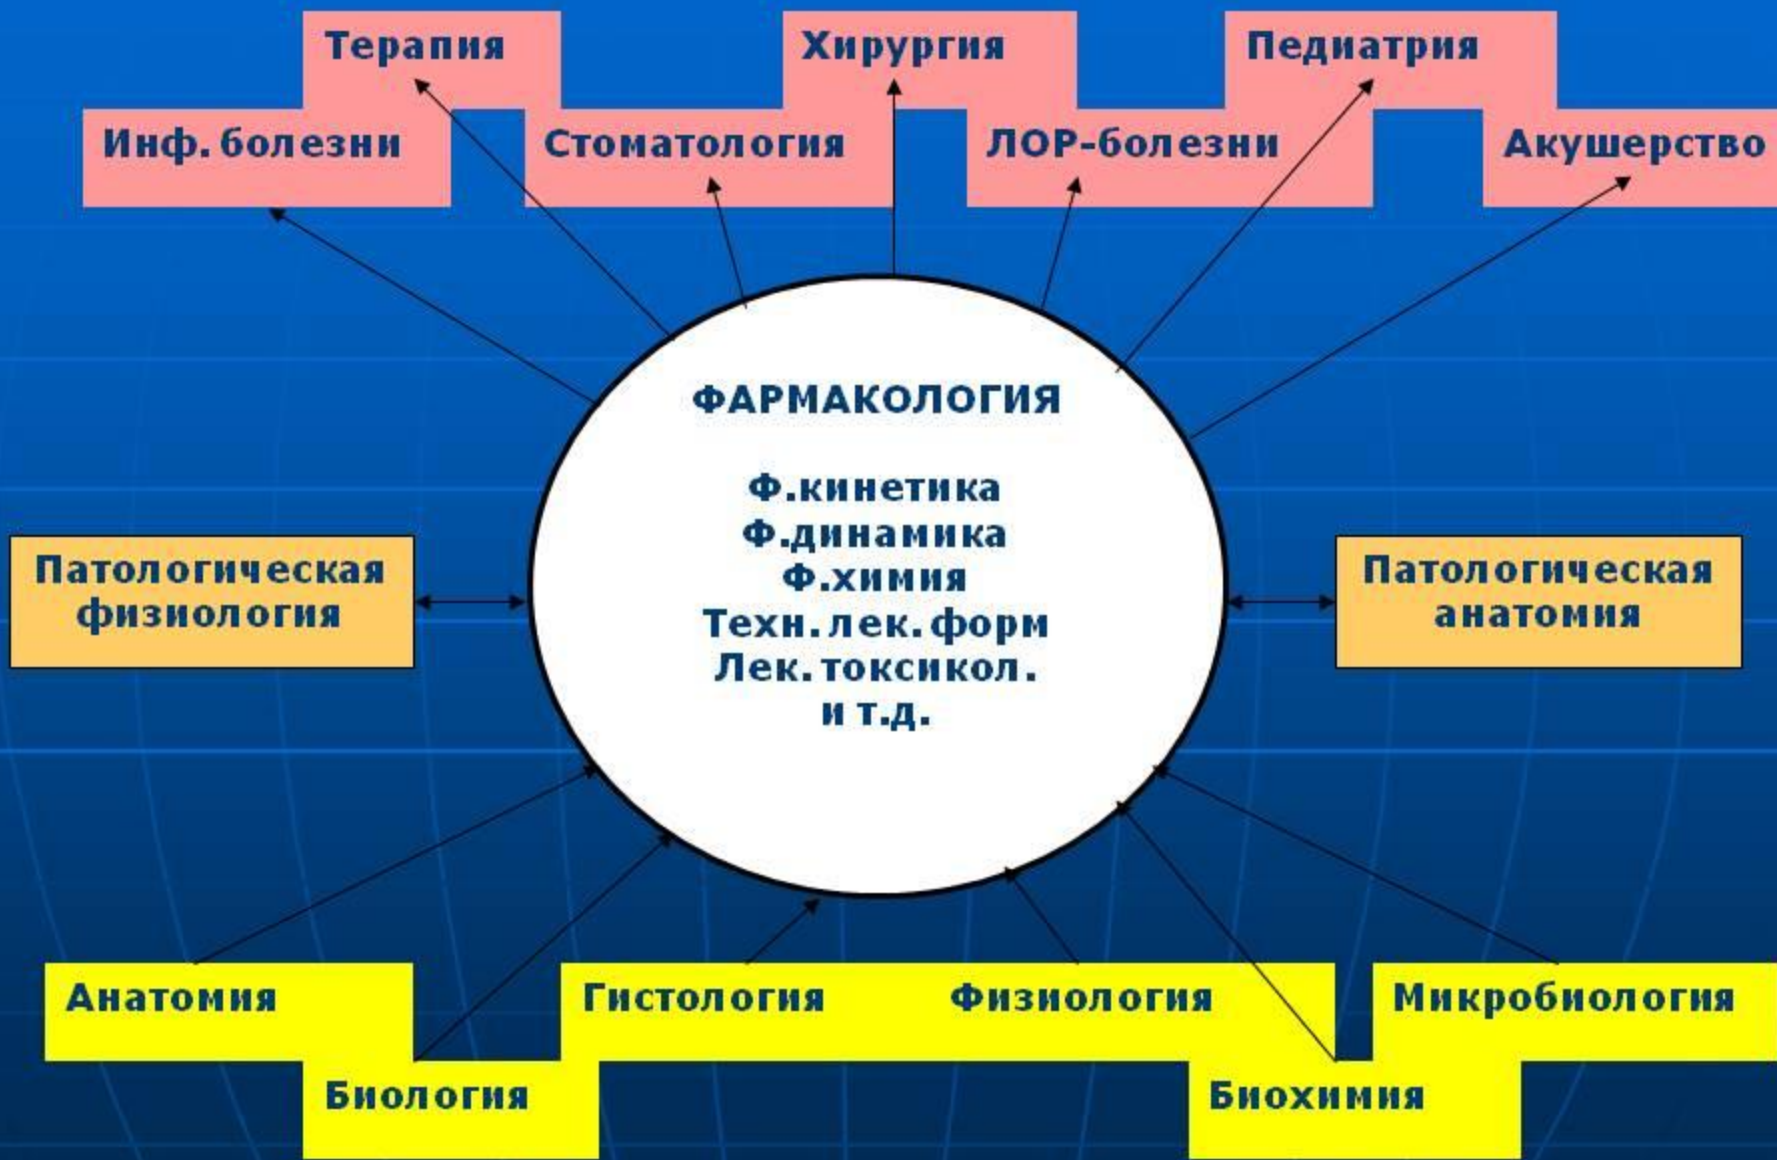 Терапия
Хирургия
Педиатрия
Инф. болезни
Стоматология
ЛОР-болезни
Акушерство
ФАРМАКОЛОГИЯ
Ф.кинетика
Ф.динамика
Ф.химия
Техн. лек. форм
Лек. токсикол.
и т.д.
Патологическая
физиология
Патологическая
анатомия
Анатомия
Гистология
Физиология
Микробиология
Биология
Биохимия